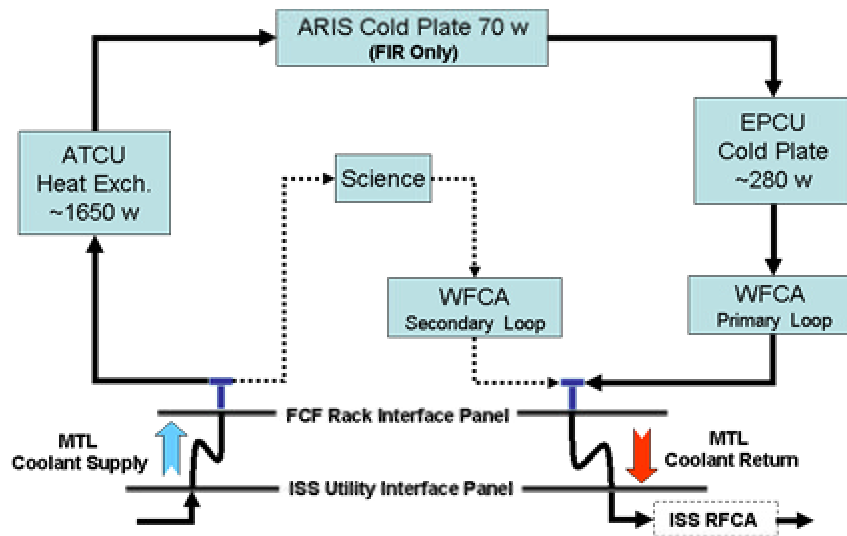 ARIS Cold Plate 70 w
(FIR Only)
ATCU
Heat Exch.
~1650 w
Science
EPCU
Cold Plate
~280 w
WFCA
Secondary Loop
WFCA
Primary Loop
FCF Rack Interface Panel
MTL
Coolant Supply
MTL
Coolant Return
ISS Utility Interface Panel
ISS RFCA